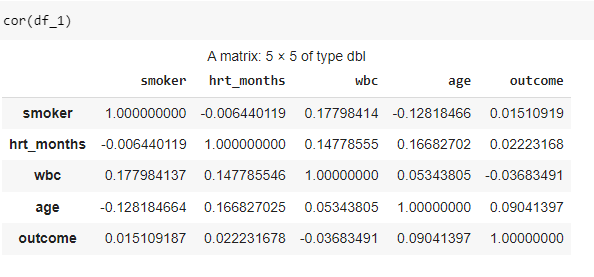 cor(df_1)
A matrix: 5 × 5 of type dbl
smoker hrt_months wbc age outcome
smoker 1.000000000 -0.006440119 0.17798414 -0.12818466 0.01510919
hrt_months -0.006440119 1.000000000 0.14778555 0.16682702 0.02223168
wbc 0.177984137 0.147785546 1.00000000 0.05343805 -0.03683491
age -0.128184664 0.166827025 0.05343805 1.00000000 0.09041397
outcome 0.015109187 0.022231678 -0.03683491 0.09041397 1.00000000